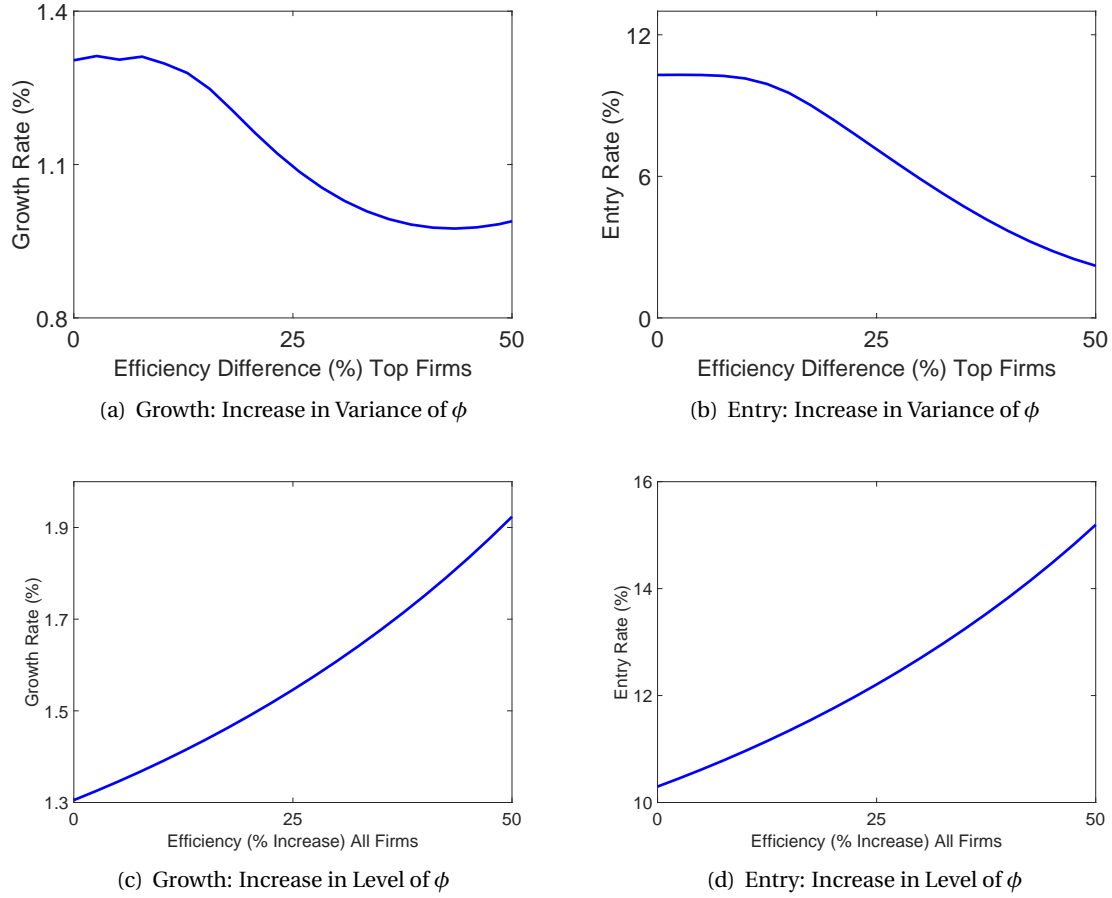 1.4
1.1
0.8
Growth Rate (%)
0 25 50
Efficiency Difference (%) Top Firms
(a) Growth: Increase in Variance of ϕ
12
6
0
Entry Rate (%)
0 25 50
Efficiency Difference (%) Top Firms
(b) Entry: Increase in Variance of ϕ
1.9
1.7
1.5
1.3
Growth Rate (%)
0 25 50
Efficiency (% Increase) All Firms
(c) Growth: Increase in Level of ϕ
16
14
12
10
Entry Rate (%)
0 25 50
Efficiency (% Increase) All Firms
(d) Entry: Increase in Level of ϕ